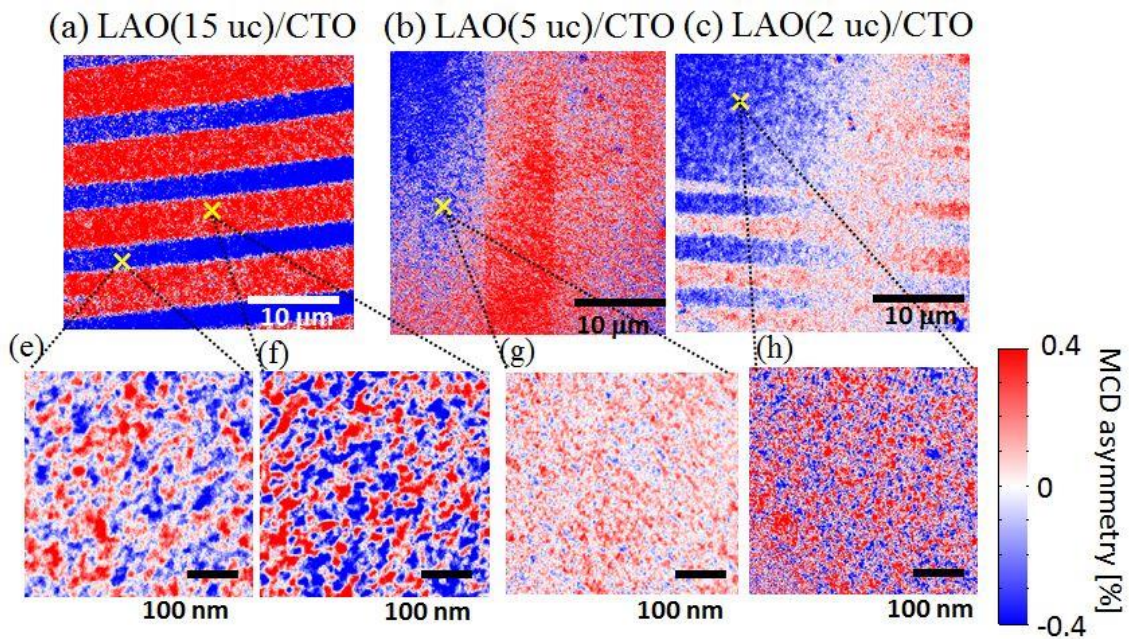 (a) LAO(15 uc)/CTO
(b) LAO(5 uc)/CTO
(c) LAO(2 uc)/CTO
10 µm
10 µm
10 µm
(e)
(f)
(g)
(h)
0.4
0
-0.4
MCD asymmetry [%]
100 nm
100 nm
100 nm
100 nm